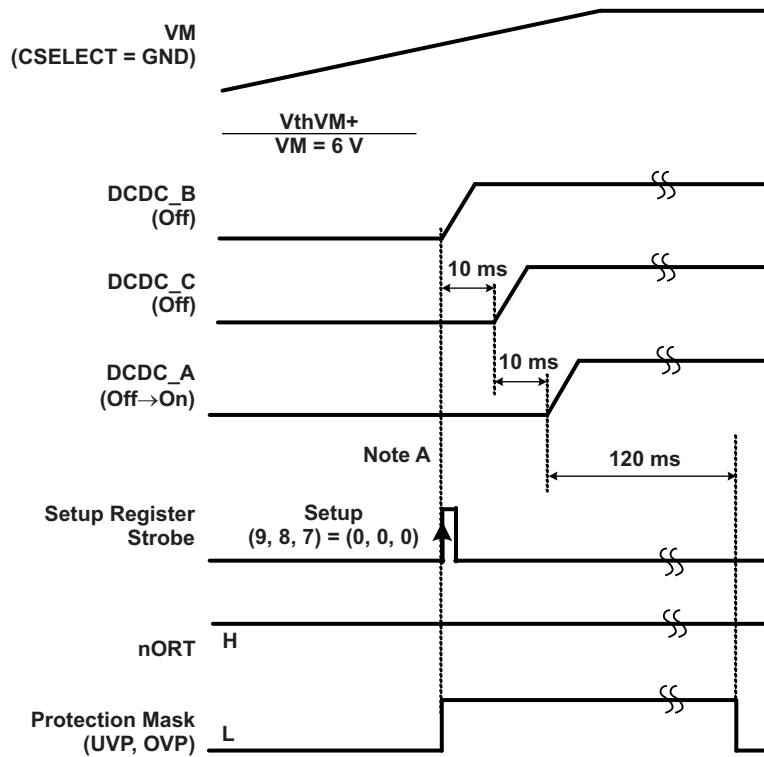 VM
(CSELECT = GND)
VthVM+
VM = 6 V
DCDC_B
(Off)
10 ms
DCDC_C
(Off)
10 ms
DCDC_A
(Off→On)
Note A
120 ms
Setup Register
Strobe
Setup
(9, 8, 7) = (0, 0, 0)
nORT
H
Protection Mask
(UVP, OVP)
L